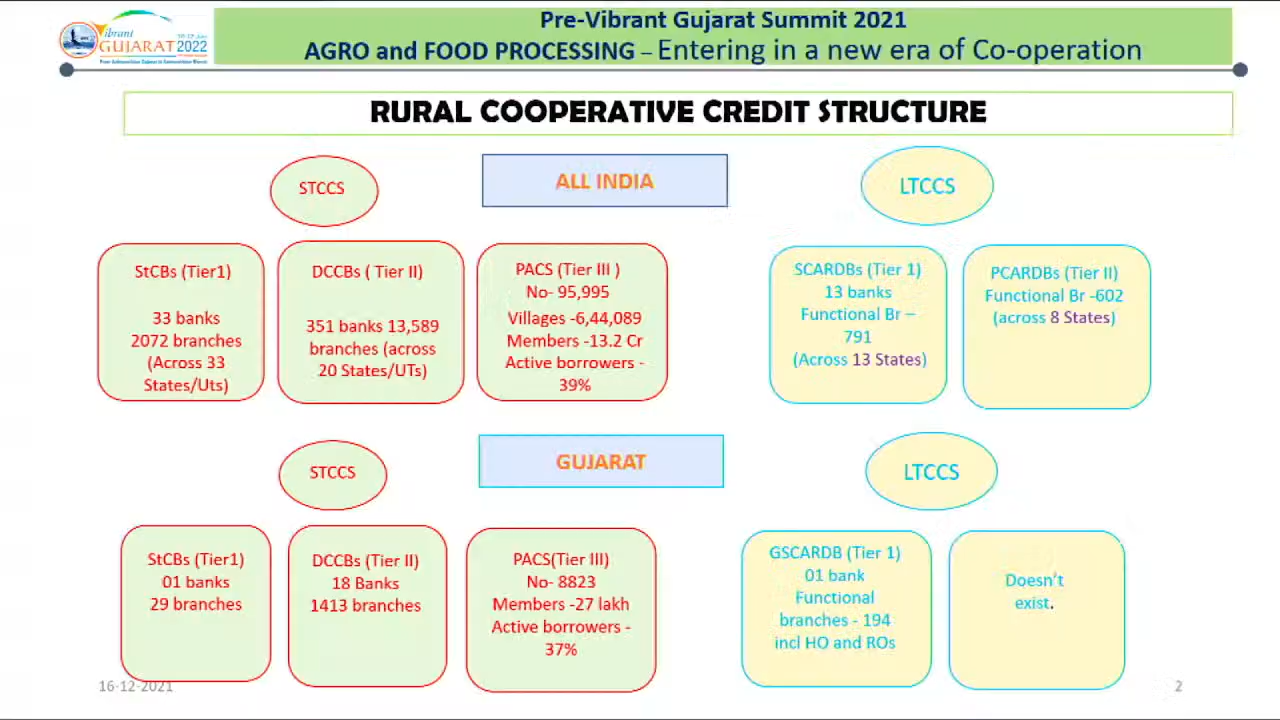 Pre-Vibrant Gujarat Summit 2021
AGRO and FOOD PROCESSING – Entering in a new era of Co-operation
Vibrant
GUJARAT 2022
RURAL COOPERATIVE CREDIT STRUCTURE
STCCS
ALL INDIA
LTCCS
StCBs (Tier1)
33 banks
2072 branches
(Across 33
States/Uts)
DCCBs ( Tier II)
351 banks 13,589
branches (across
20 States/UTs)
PACS (Tier III )
No- 95,995
Villages -6,44,089
Members -13.2 Cr
Active borrowers -
39%
SCARDBs (Tier 1)
13 banks
Functional Br –
791
(Across 13 States)
PCARDBs (Tier II)
Functional Br -602
(across 8 States)
STCCS
GUJARAT
LTCCS
StCBs (Tier1)
01 banks
29 branches
DCCBs (Tier II)
18 Banks
1413 branches
PACS(Tier III)
No- 8823
Members -27 lakh
Active borrowers -
37%
GSCARDB (Tier 1)
01 bank
Functional
branches - 194
incl HO and ROs
Doesn't
exist.
16-12-2021
2